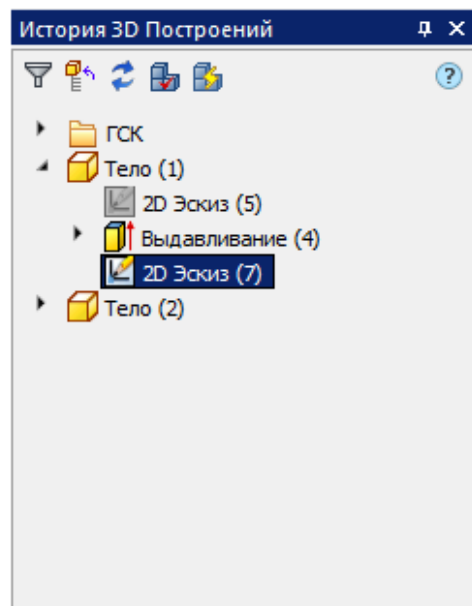 История 3D Построений
ГСК
Тело (1)
2D Эскиз (5)
Выдавливание (4)
2D Эскиз (7)
Тело (2)